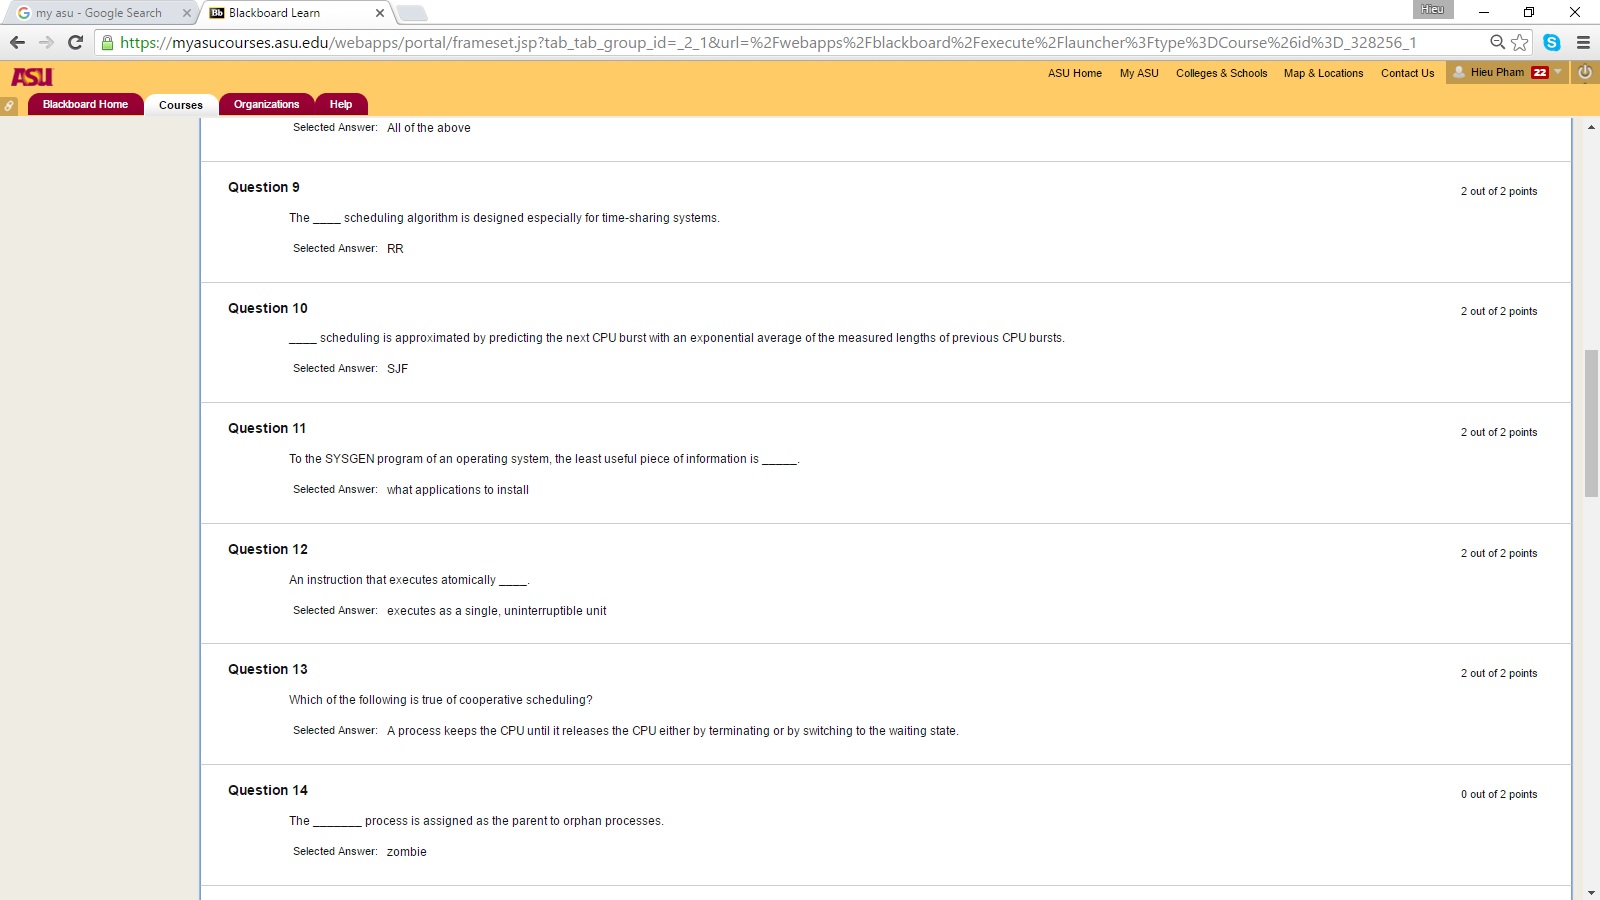 my asu - Google Search
Bb Blackboard Learn
Hieu
https://myasucourses.asu.edu/webapps/portal/frameset.jsp?tab_tab_group_id=_2_1&url=%2Fwebapps%2Fblackboard%2Fexecute%2Flauncher%3Ftype%3DCourse%26id%3D_328256_1
ASU
ASU Home My ASU Colleges & Schools Map & Locations Contact Us Hieu Pham 22
Blackboard Home Courses Organizations Help
Selected Answer: All of the above
Question 9
2 out of 2 points
The ____ scheduling algorithm is designed especially for time-sharing systems.
Selected Answer: RR
Question 10
2 out of 2 points
____ scheduling is approximated by predicting the next CPU burst with an exponential average of the measured lengths of previous CPU bursts.
Selected Answer: SJF
Question 11
2 out of 2 points
To the SYSGEN program of an operating system, the least useful piece of information is _____.
Selected Answer: what applications to install
Question 12
2 out of 2 points
An instruction that executes atomically ____.
Selected Answer: executes as a single, uninterruptible unit
Question 13
2 out of 2 points
Which of the following is true of cooperative scheduling?
Selected Answer: A process keeps the CPU until it releases the CPU either by terminating or by switching to the waiting state.
Question 14
0 out of 2 points
The _______ process is assigned as the parent to orphan processes.
Selected Answer: zombie